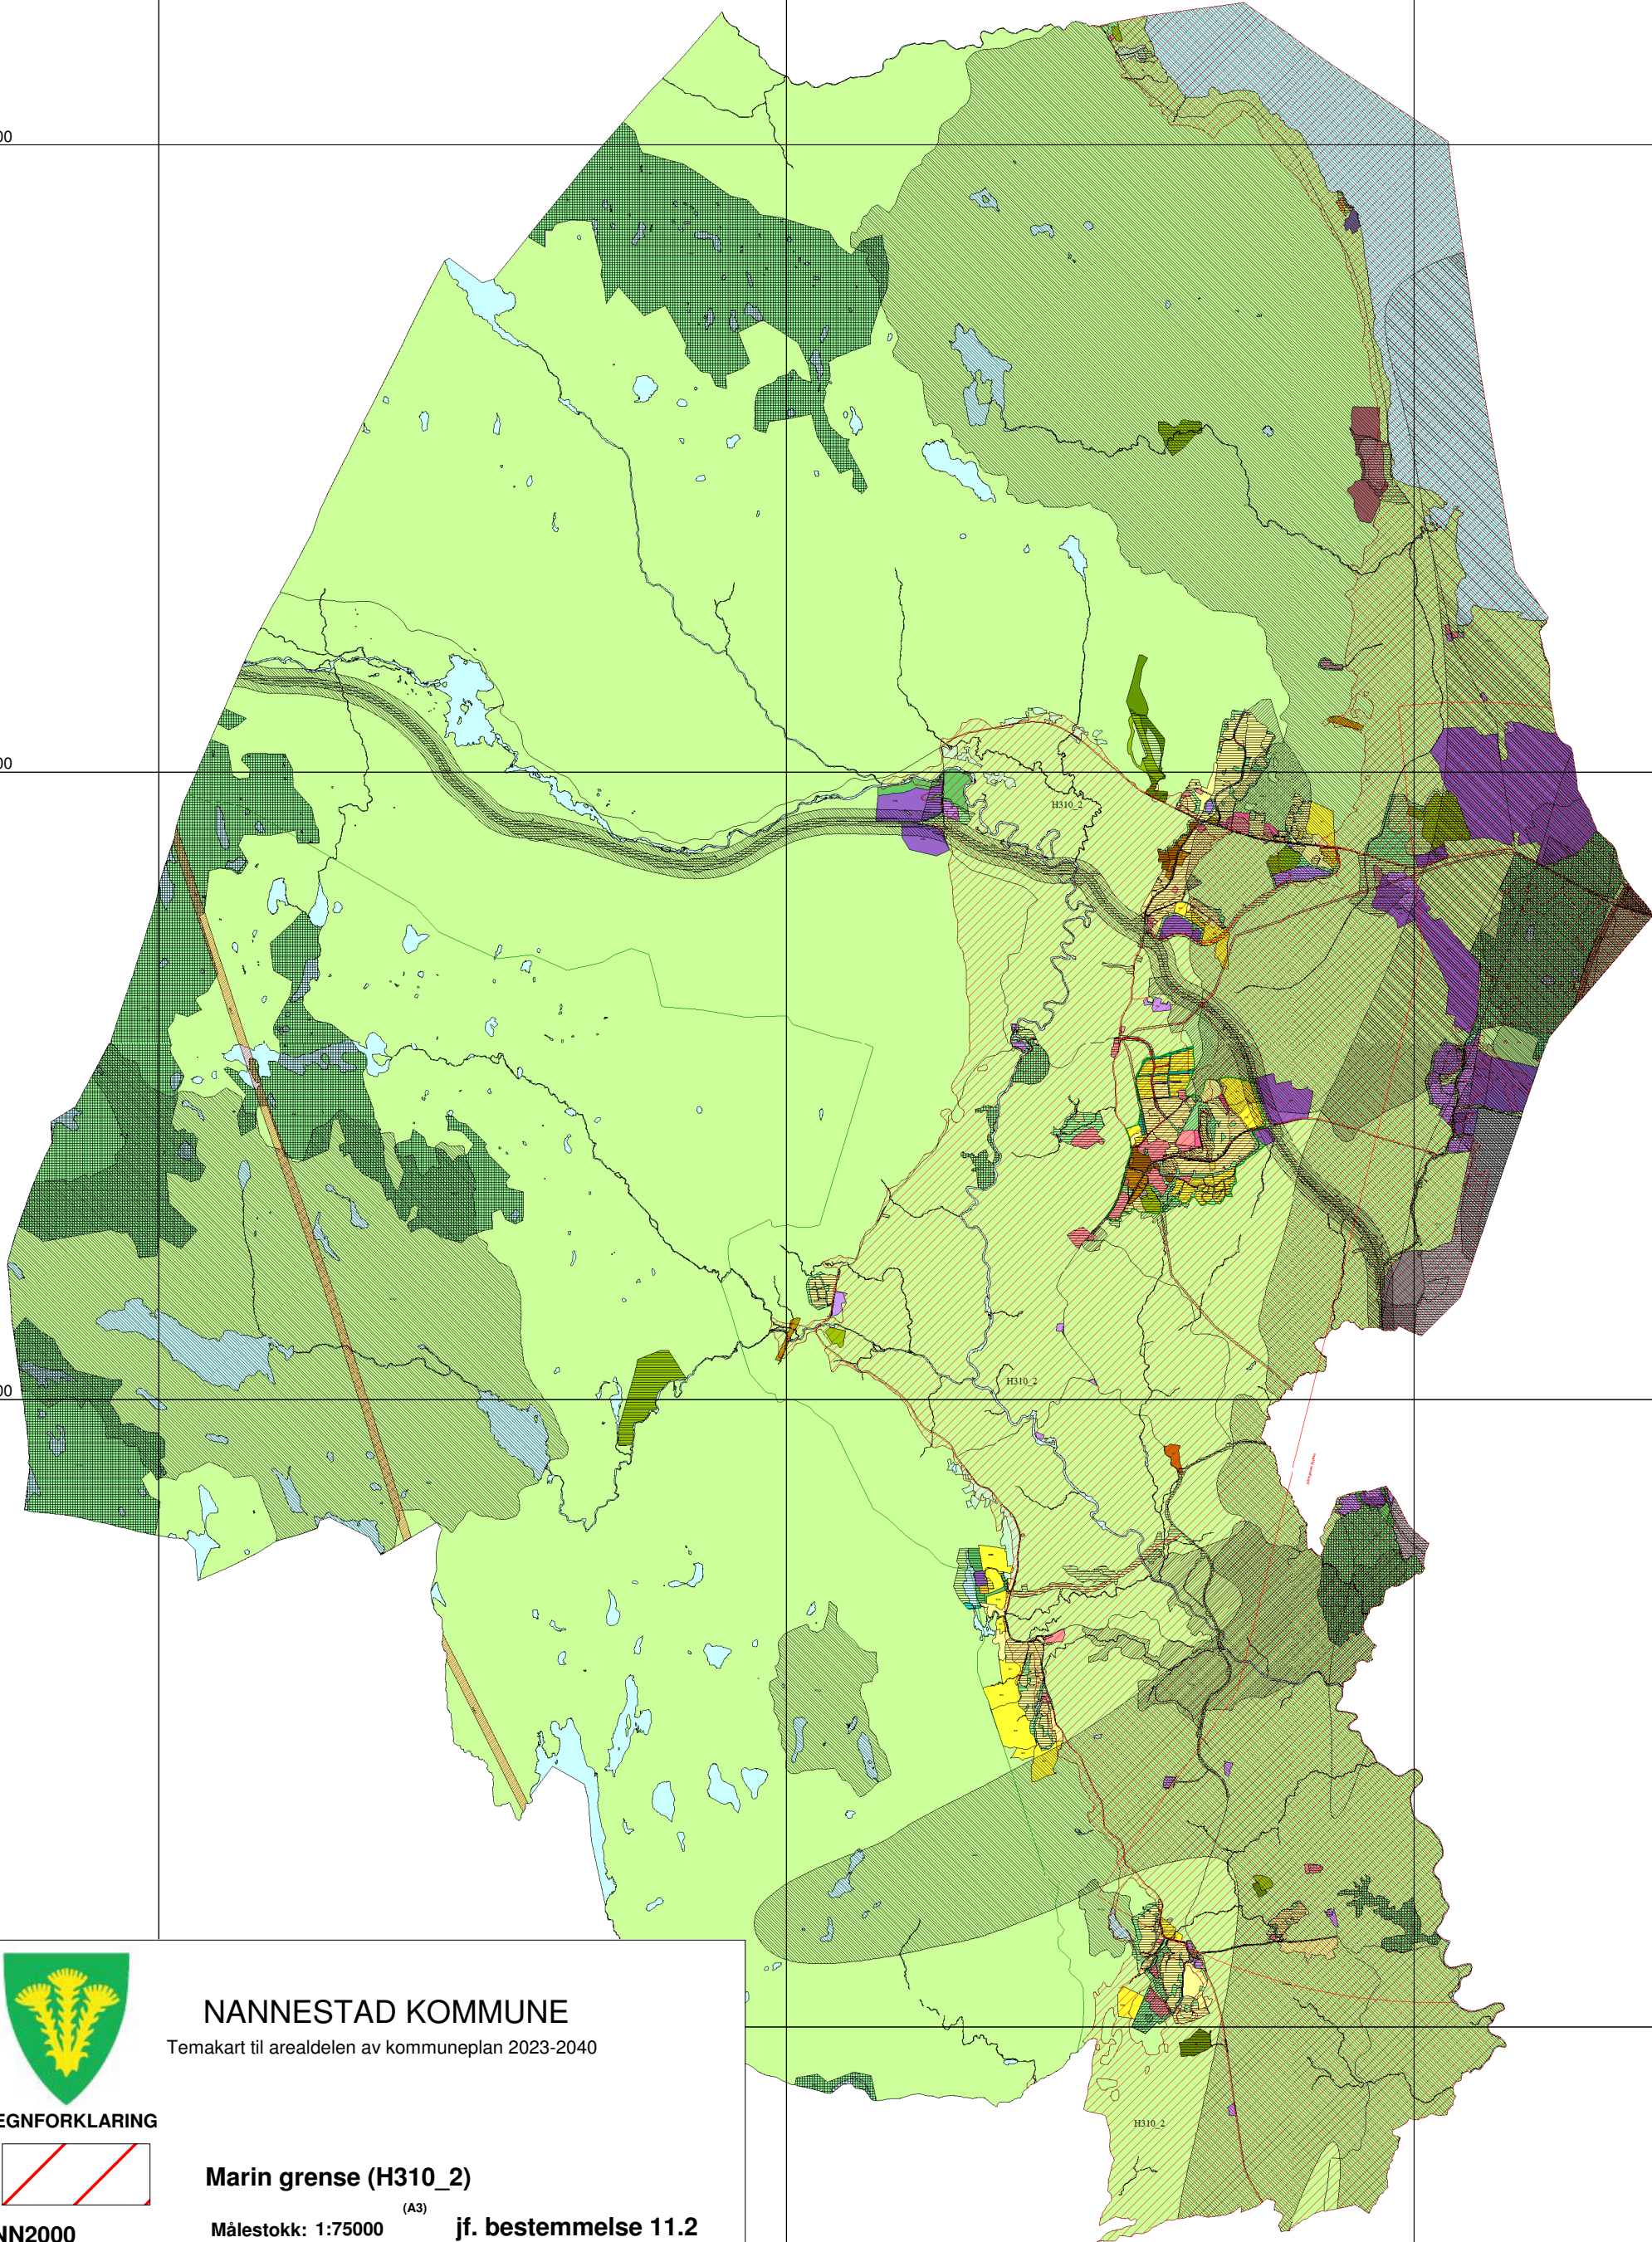 00
00
H310_2
00
H310_2
H310_2
NANNESTAD KOMMUNE
Temakart til arealdelen av kommuneplan 2023-2040
EGNFORKLARING
Marin grense (H310_2)
(A3)
Målestokk: 1:75000 jf. bestemmelse 11.2
NN2000